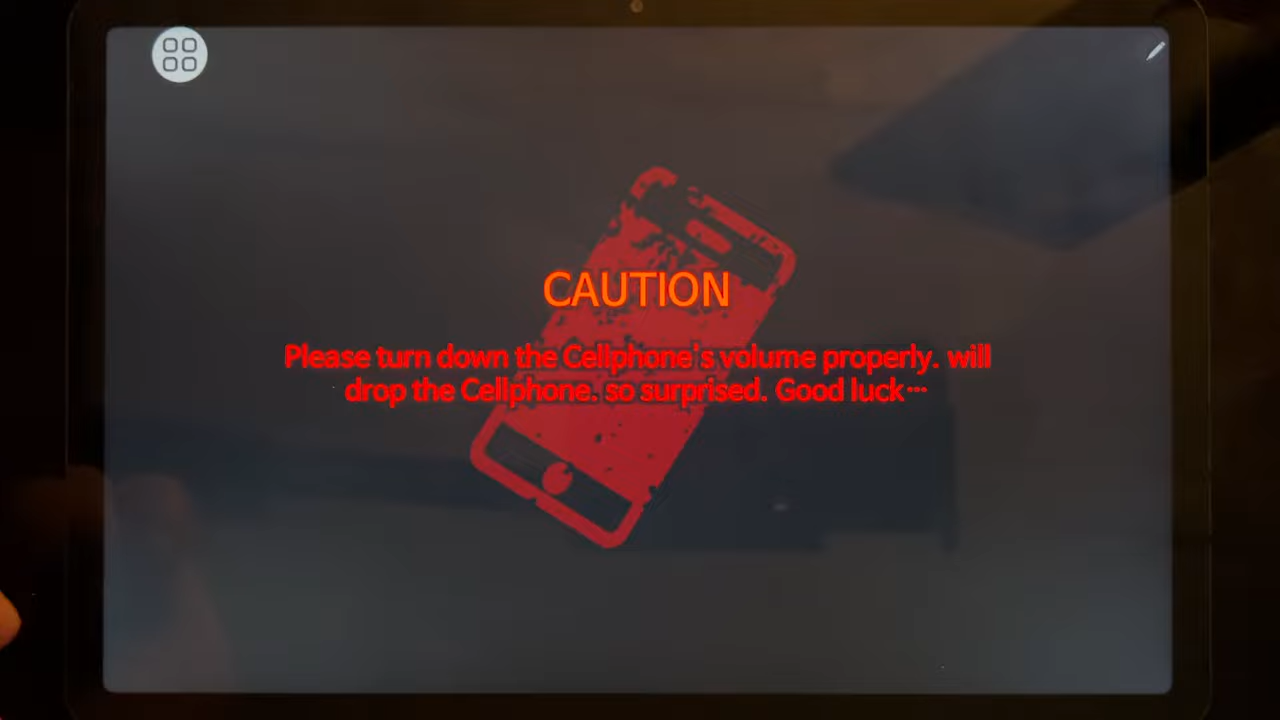 CAUTION
Please turn down the Cellphone's volume properly. will
drop the Cellphone. so surprised. Good luck…